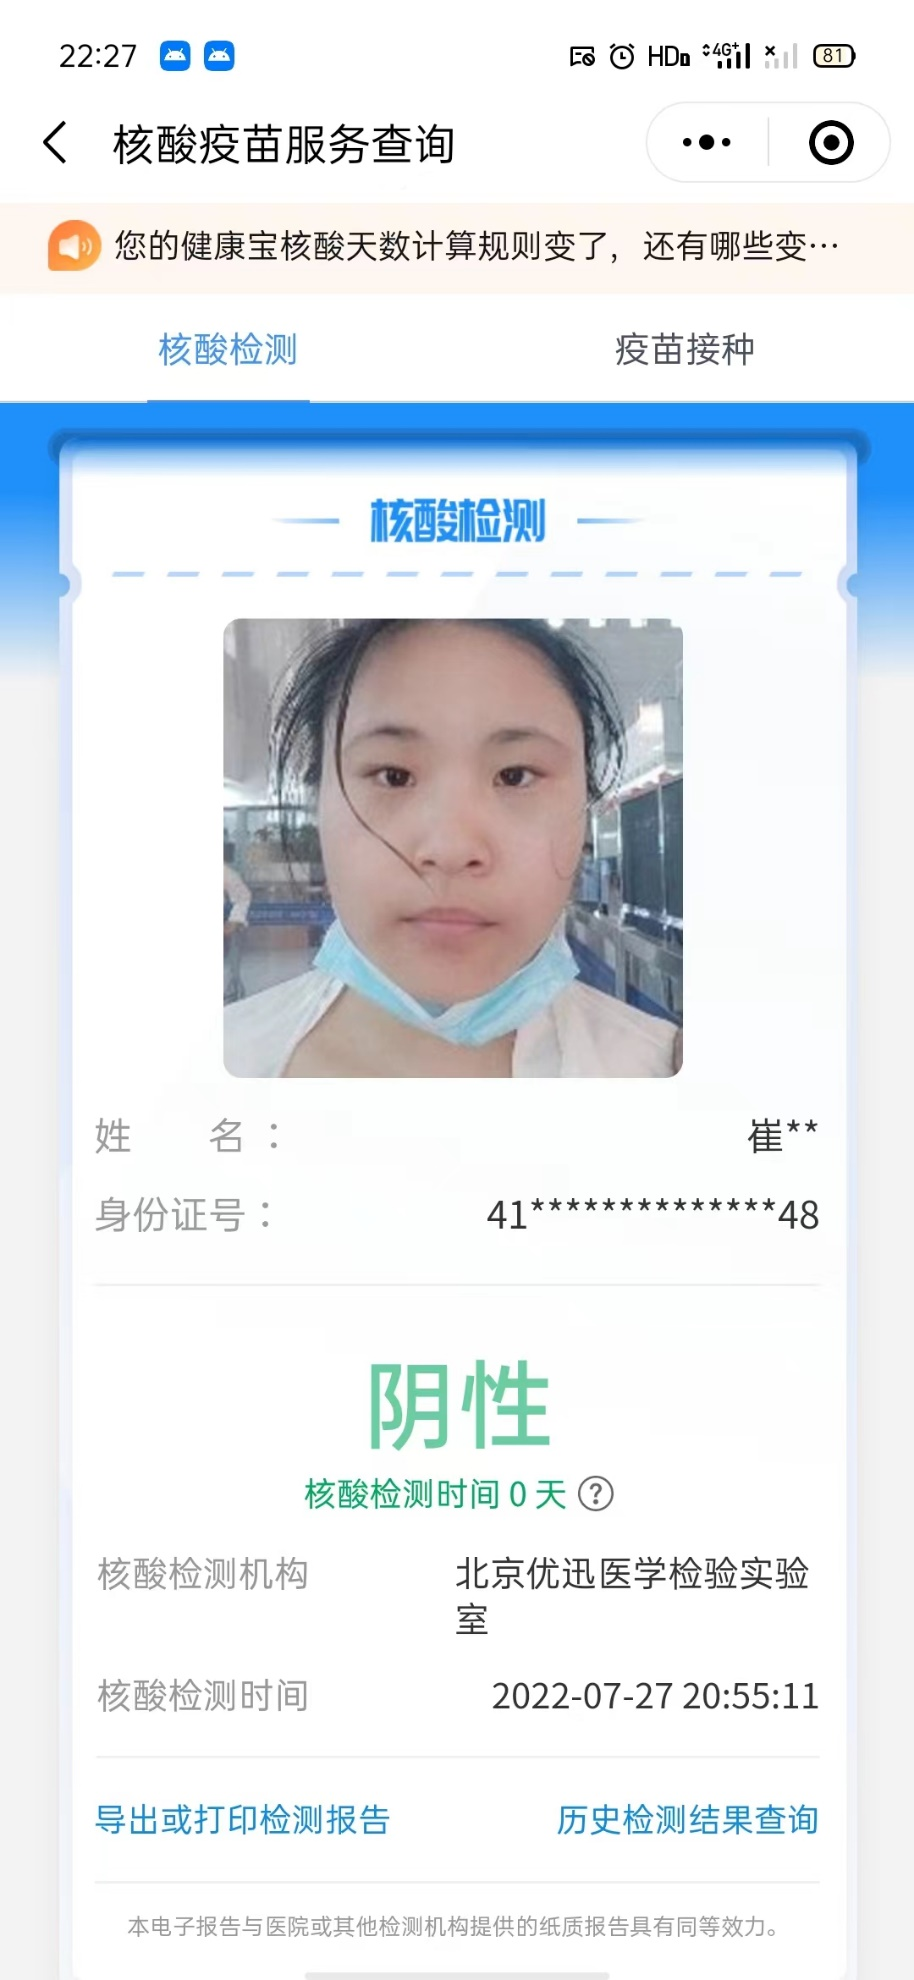 22:27 HD 4G+ 81
核酸疫苗服务查询
您的健康宝核酸天数计算规则变了，还有哪些变…
核酸检测 疫苗接种
核酸检测
姓 名 ： 崔**
身份证号： 41**************48
阴性
核酸检测时间 0 天 ?
核酸检测机构 北京优迅医学检验实验
室
核酸检测时间 2022-07-27 20:55:11
导出或打印检测报告 历史检测结果查询
本电子报告与医院或其他检测机构提供的纸质报告具有同等效力。